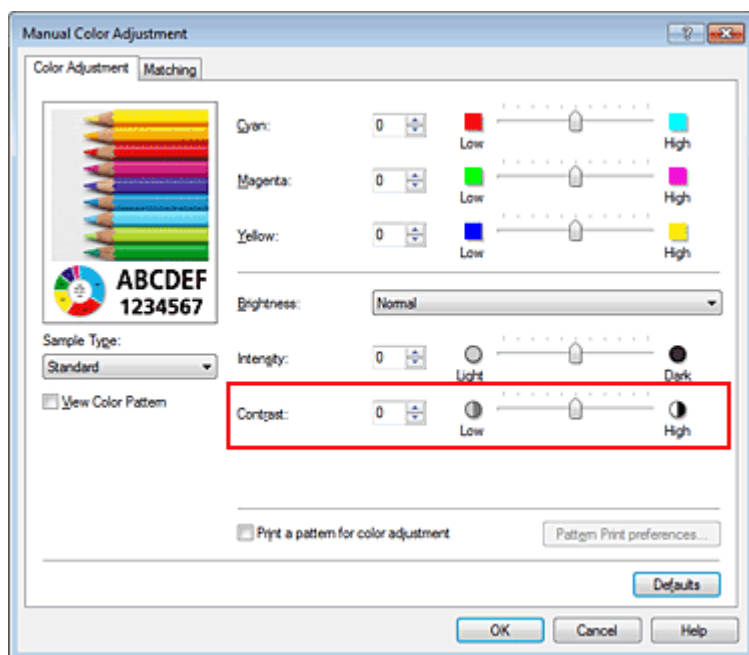 Manual Color Adjustment
Color Adjustment Matching
Cyan: 0 Low High
Magenta: 0 Low High
Yellow: 0 Low High
ABCDEF
1234567
Brightness: Normal
Sample Type:
Standard
Intensity: 0 Light Dark
View Color Pattern
Contrast: 0 Low High
Print a pattern for color adjustment Pattern Print preferences...
Defaults
OK Cancel Help